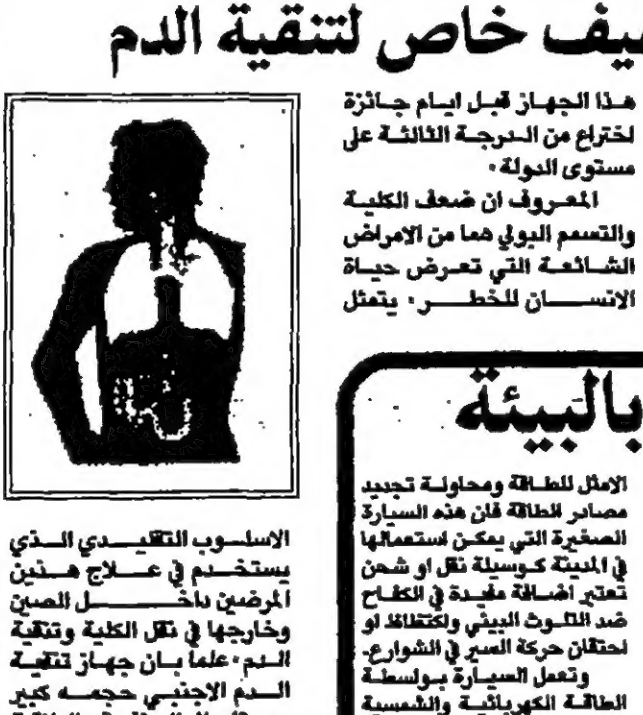 يف خاص لتنقية الدم
هذا الجهاز قبل ايام جائزة
لختراع من الدرجة الثالثة على
مستوى الدولة .
المعروف ان ضعف الكلية
والتسمم البولي هما من الامراض
الشائعة التي تعرض حياة
الانسان للخطر . يتمثل
الاسلوب التقليدي الذي
يستخدم في علاج هذين
المرضين داخل الصين
وخارجها في نقل الكلية وتنقية
الدم . علما بان جهاز تنقية
الدم الاجنبي حجمه كبير
بالبيئة
الامثل للطاقة ومحاولة تجديد
مصادر الطاقة فان هذه السيارة
الصغيرة التي يمكن استعمالها
في المدينة كوسيلة نقل او شحن
تعتبر اضافة مفيدة في الكفاح
ضد التلوث البيئي ولكتظاظ لو
لحتقان حركة السير في الشوارع.
وتعمل السيارة بواسطة
الطاقة الكهربائية والشمسية